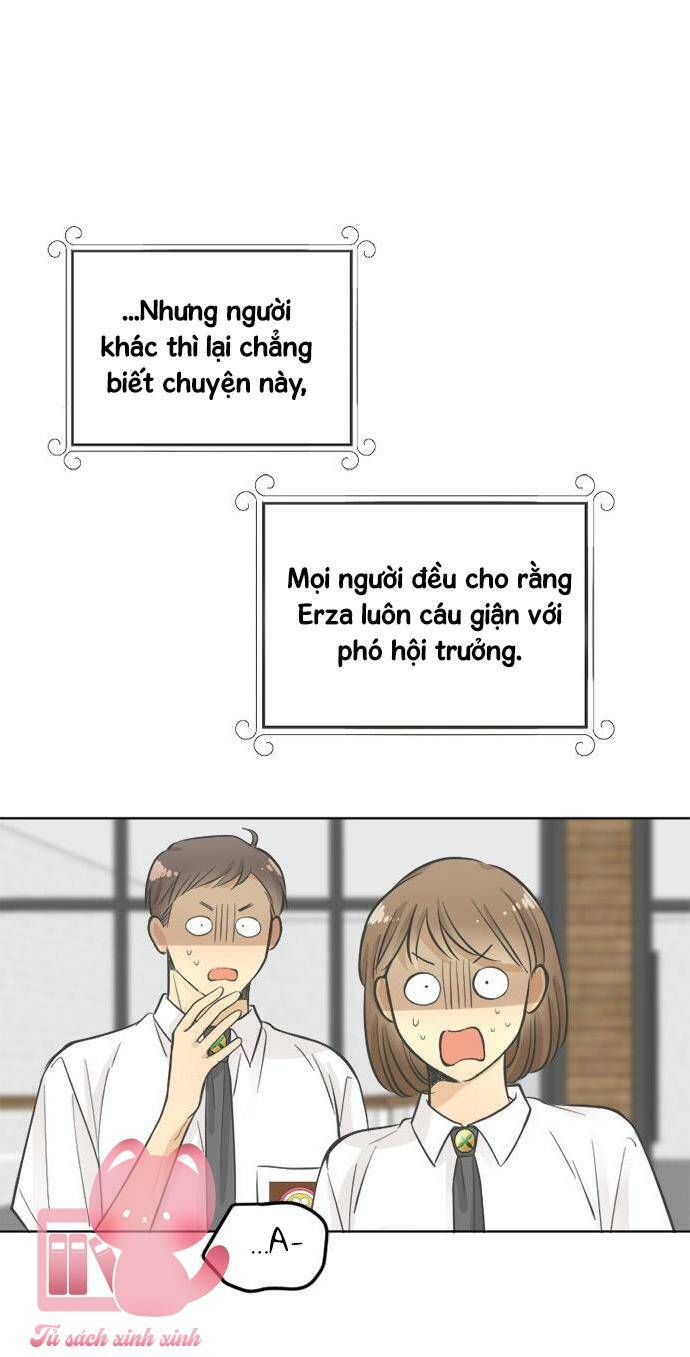 ...Nhưng người
khác thì lại chẳng
biết chuyện này,
Mọi người đều cho rằng
Erza luôn cáu giận với
phó hội trưởng.
...A-
Tủ sách xinh xinh